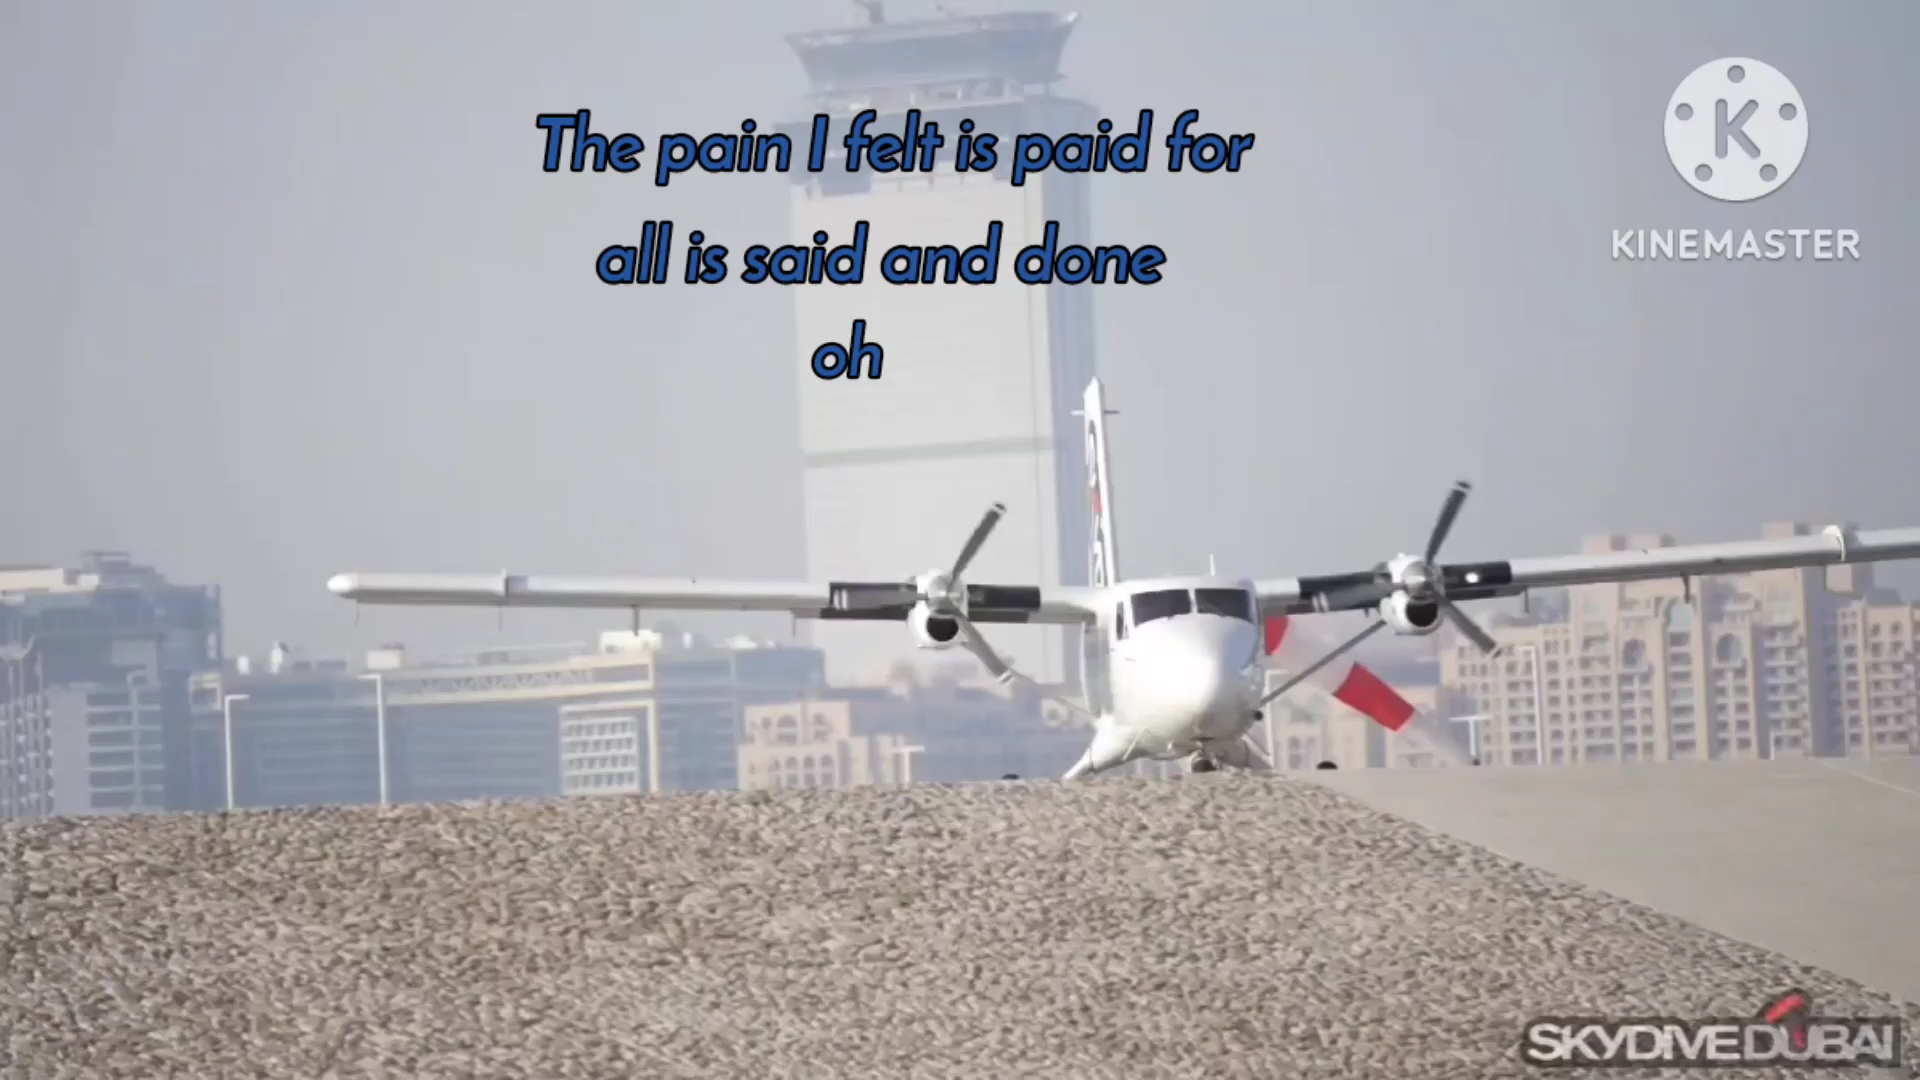 The pain I felt is paid for
all is said and done
oh
K
KINEMASTER
SKYDIVEDUBAI